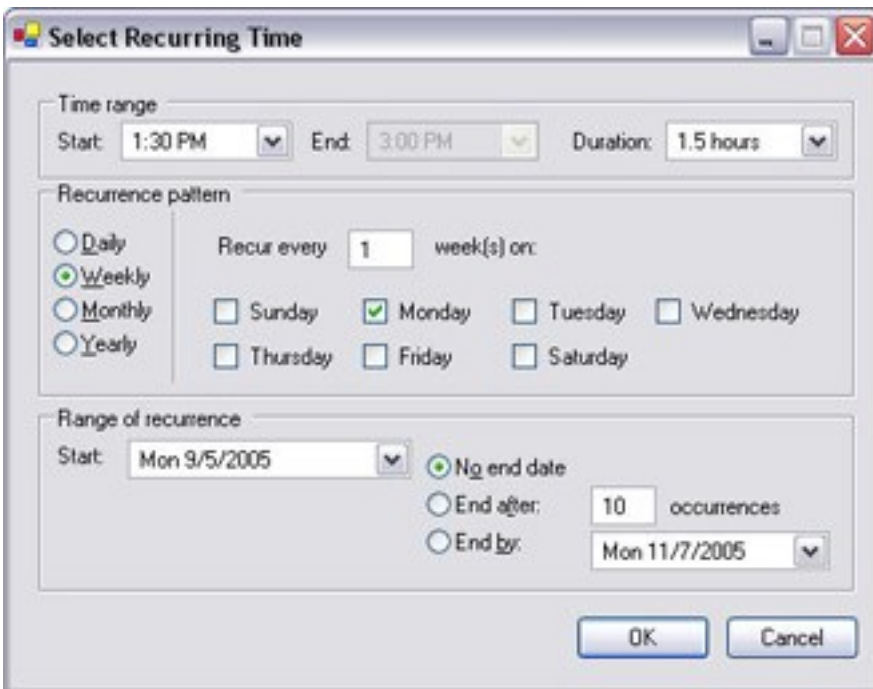 Select Recurring Time
Time range
Start: 1:30 PM End: 3:00 PM Duration: 1.5 hours
Recurrence pattern
Daily
Weekly
Monthly
Yearly
Recur every 1 week(s) on:
Sunday Monday Tuesday Wednesday
Thursday Friday Saturday
Range of recurrence
Start: Mon 9/5/2005
No end date
End after: 10 occurrences
End by: Mon 11/7/2005
OK Cancel